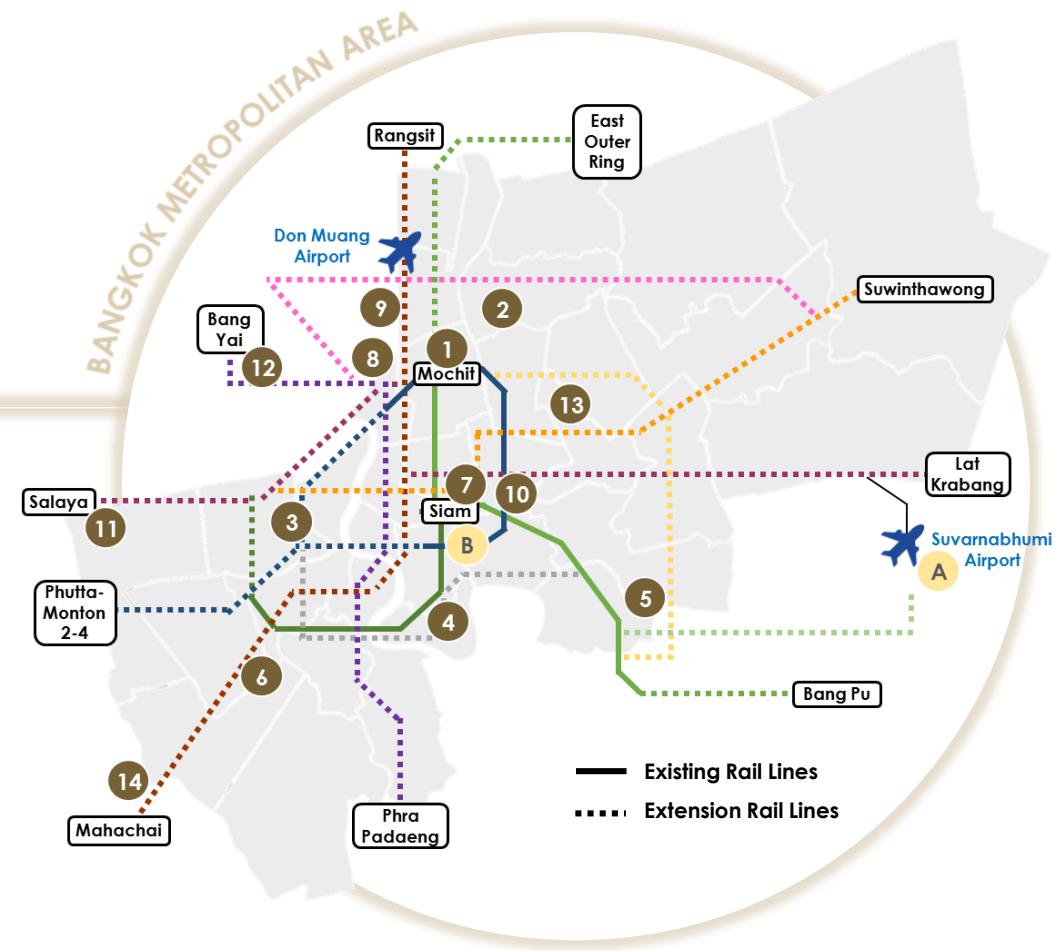 BANGKOK METROPOLITAN AREA
Rangsit
East
Outer
Ring
Don Muang
Airport
Suwinthawong
9
2
Bang
Yai
1
8
12
Mochit
13
Lat
Krabang
7
10
Salaya
11
3
Siam
B
Suvarnabhumi
Airport
A
Phutta-
Monton
2-4
5
4
6
Bang Pu
14
Mahachai
Phra
Padaeng
Existing Rail Lines
Extension Rail Lines